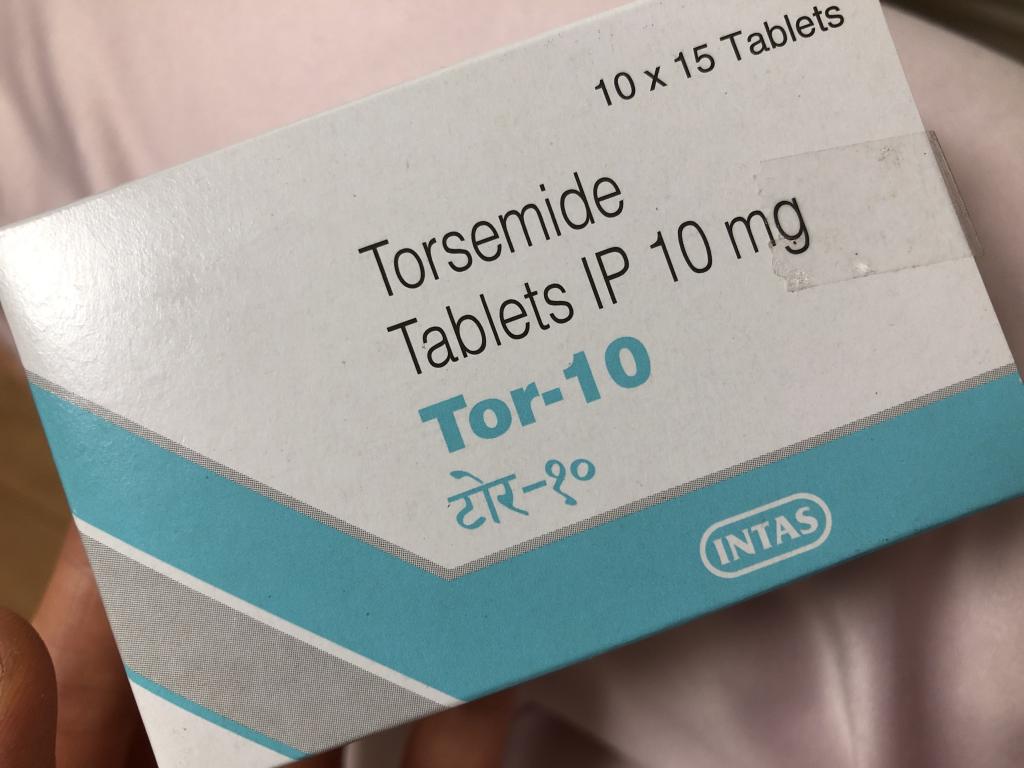 10 x 15 Tablets
Torsemide
Tablets IP 10 mg
Tor-10
टोर-१०
INTAS